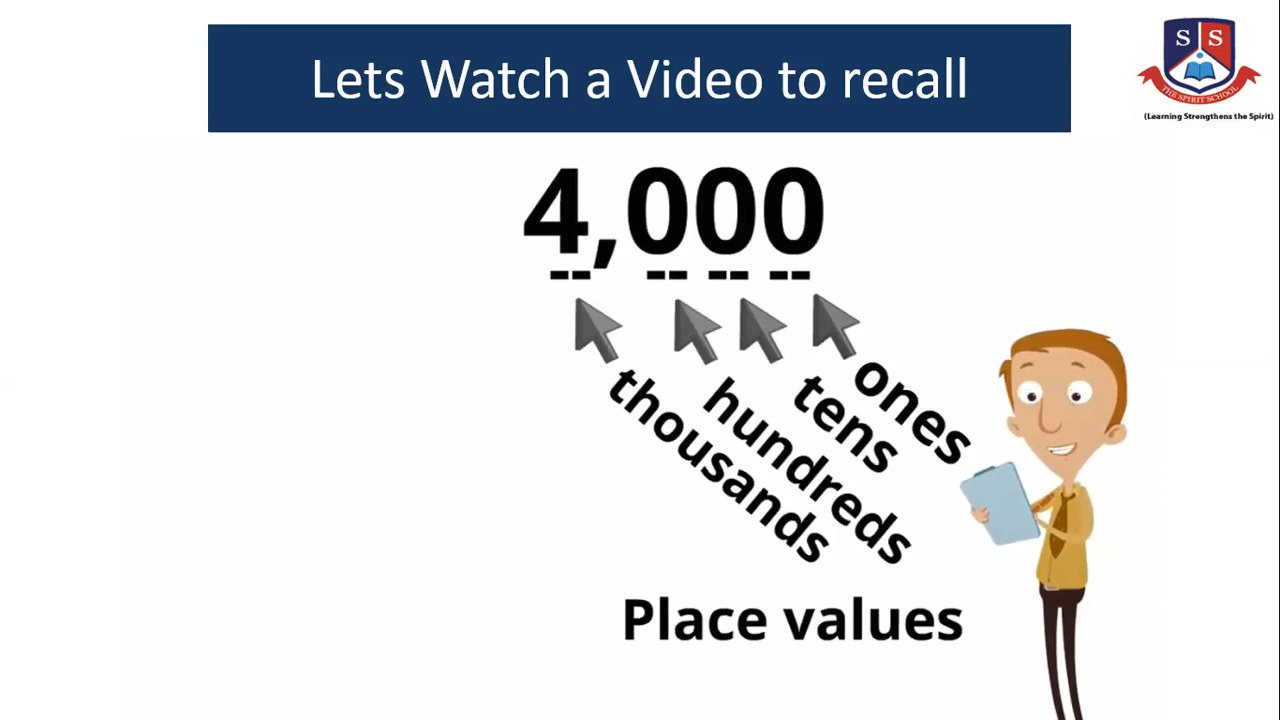 Lets Watch a Video to recall
S S
THE SPIRIT SCHOOL
(Learning Strengthens the Spirit)
4,000
thousands
hundreds
tens
ones
Place values